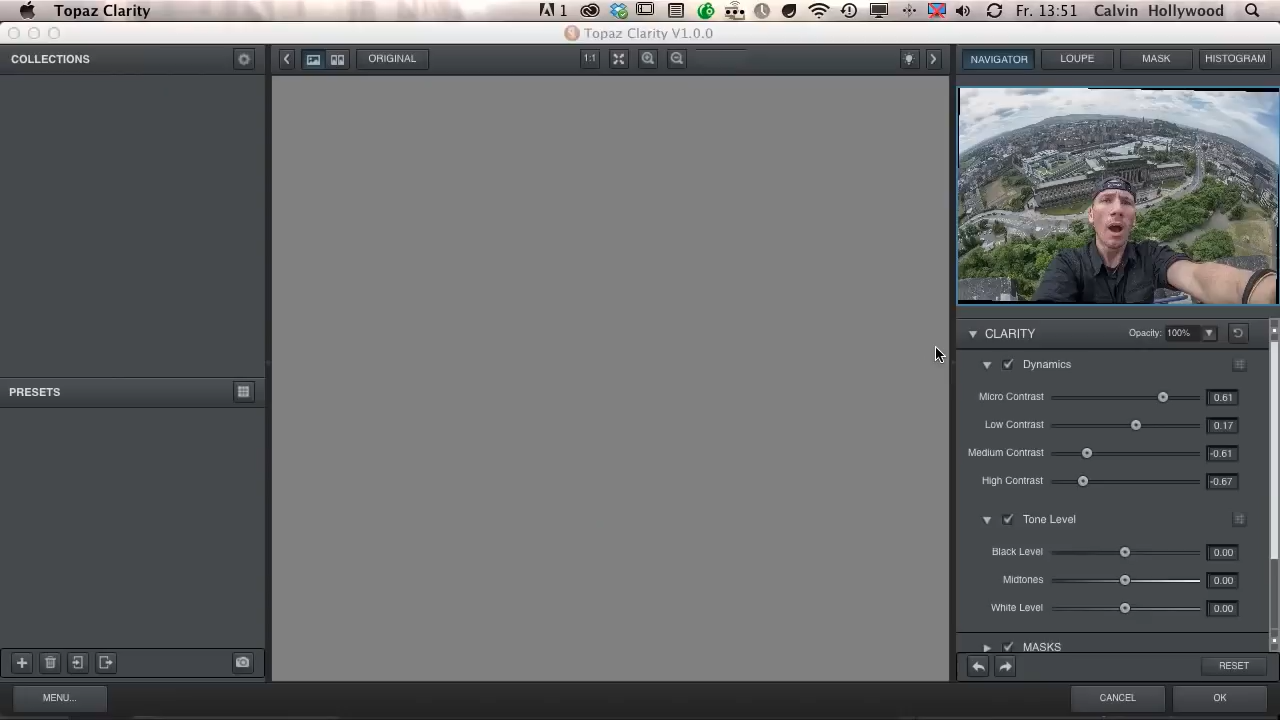 Topaz Clarity
1
Fr. 13:51
Calvin Hollywood
Topaz Clarity V1.0.0
COLLECTIONS
ORIGINAL
1:1
NAVIGATOR
LOUPE
MASK
HISTOGRAM
CLARITY
Opacity: 100%
Dynamics
Micro Contrast 0.61
Low Contrast 0.17
Medium Contrast -0.61
High Contrast -0.67
PRESETS
Tone Level
Black Level 0.00
Midtones 0.00
White Level 0.00
MASKS
RESET
MENU...
CANCEL
OK